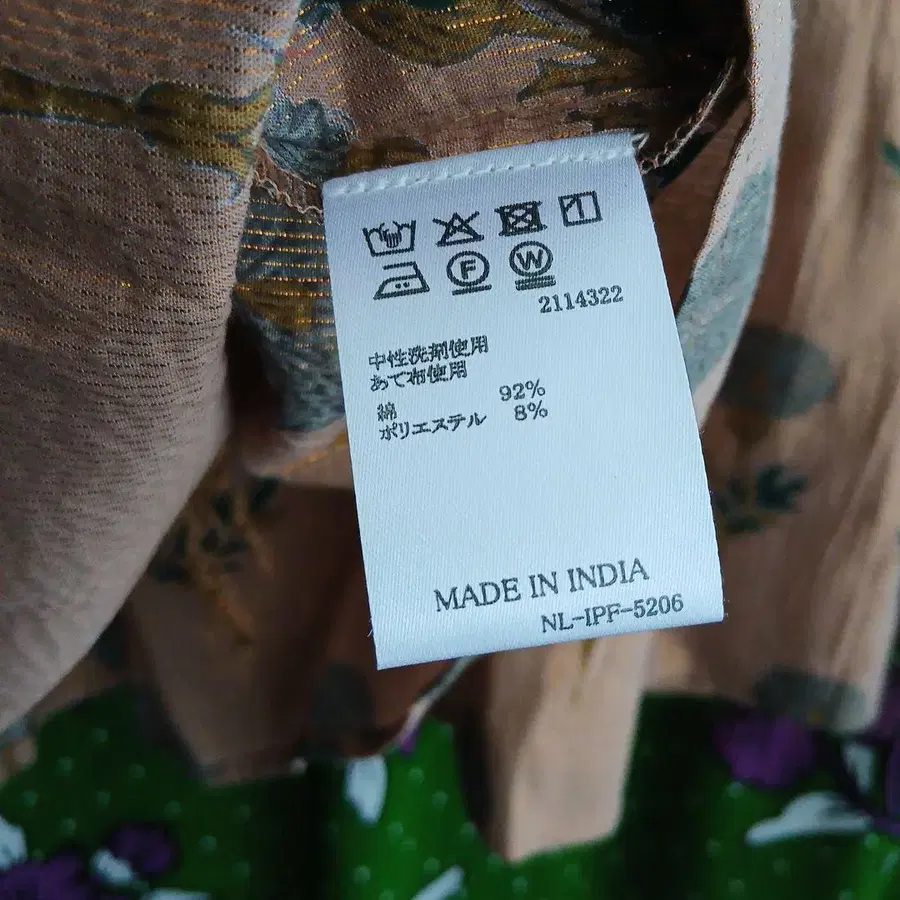 F W
2114322
中性洗剤使用
あて布使用
綿 92%
ポリエステル 8%
MADE IN INDIA
NL-IPF-5206